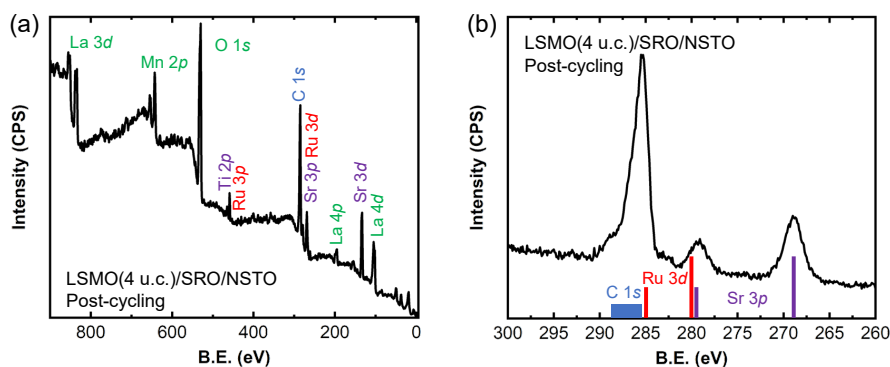 (a)
La 3d
Mn 2p
O 1s
Ti 2p
Ru 3p
C 1s
Sr 3p Ru 3d
La 4p
Sr 3d
La 4d
LSMO(4 u.c.)/SRO/NSTO
Post-cycling
Intensity (CPS)
800 600 400 200 0
B.E. (eV)
(b)
LSMO(4 u.c.)/SRO/NSTO
Post-cycling
Intensity (CPS)
Ru 3d
C 1s
Sr 3p
300 295 290 285 280 275 270 265 260
B.E. (eV)